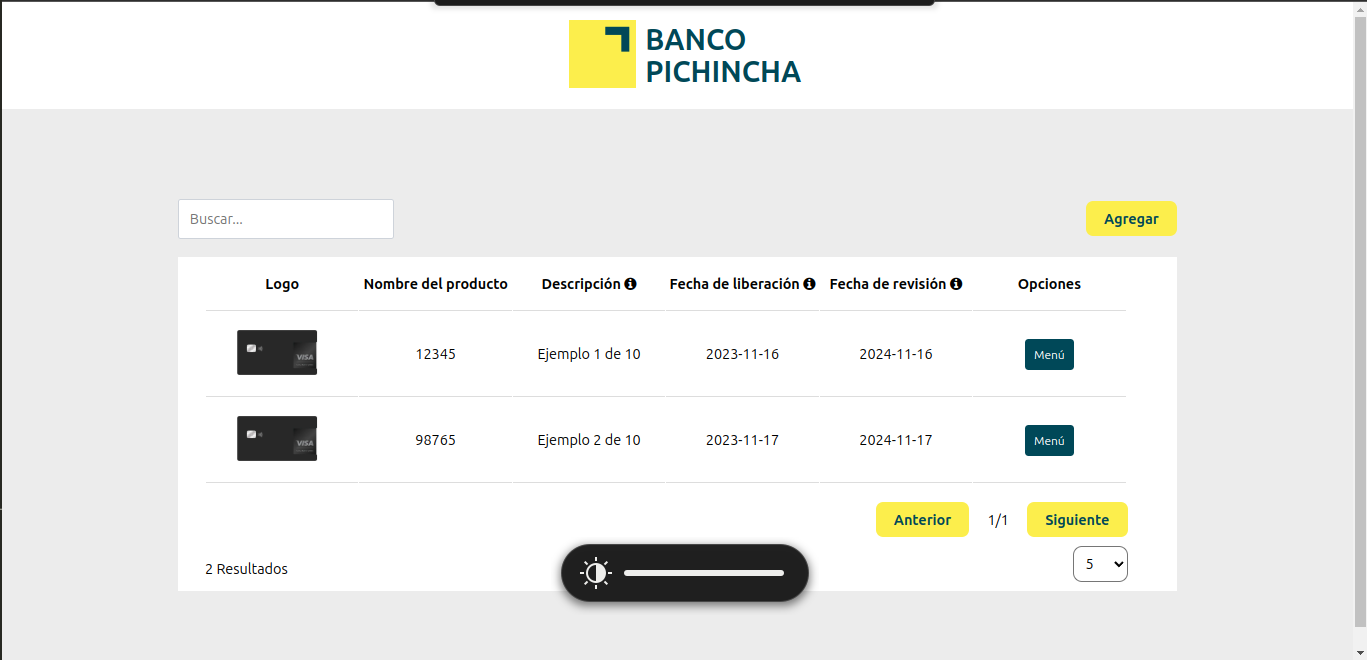 BANCO
PICHINCHA
Buscar...
Agregar
Logo Nombre del producto Descripción Fecha de liberación Fecha de revisión Opciones
VISA 12345 Ejemplo 1 de 10 2023-11-16 2024-11-16 Menú
VISA 98765 Ejemplo 2 de 10 2023-11-17 2024-11-17 Menú
Anterior 1/1 Siguiente
2 Resultados 5